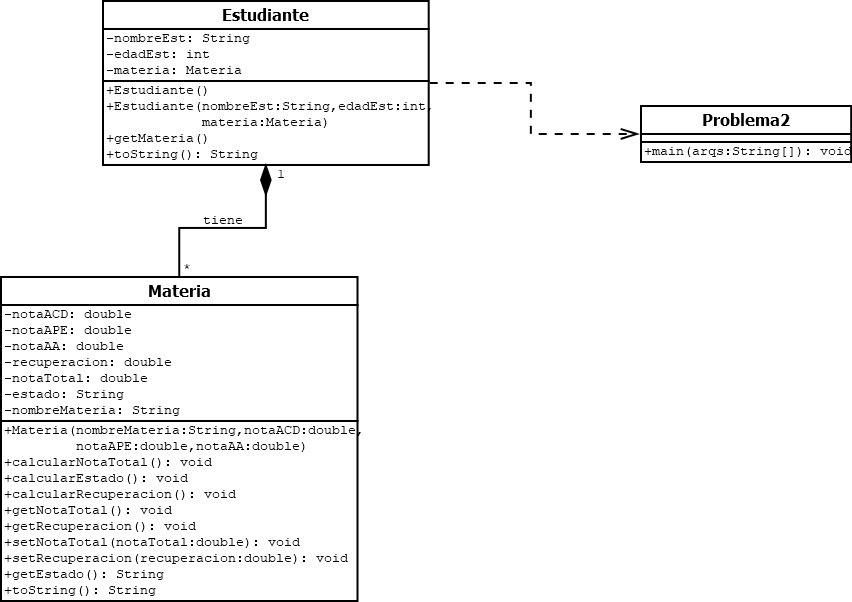 Estudiante
-nombreEst: String
-edadEst: int
-materia: Materia
+Estudiante()
+Estudiante(nombreEst:String,edadEst:int,
materia:Materia)
+getMateria()
+toString(): String
Problema2
+main(arqs:String[]): void
1
tiene
*
Materia
-notaACD: double
-notaAPE: double
-notaAA: double
-recuperacion: double
-notaTotal: double
-estado: String
-nombreMateria: String
+Materia(nombreMateria:String,notaACD:double,
notaAPE:double,notaAA:double)
+calcularNotaTotal(): void
+calcularEstado(): void
+calcularRecuperacion(): void
+getNotaTotal(): void
+getRecuperacion(): void
+setNotaTotal(notaTotal:double): void
+setRecuperacion(recuperacion:double): void
+getEstado(): String
+toString(): String